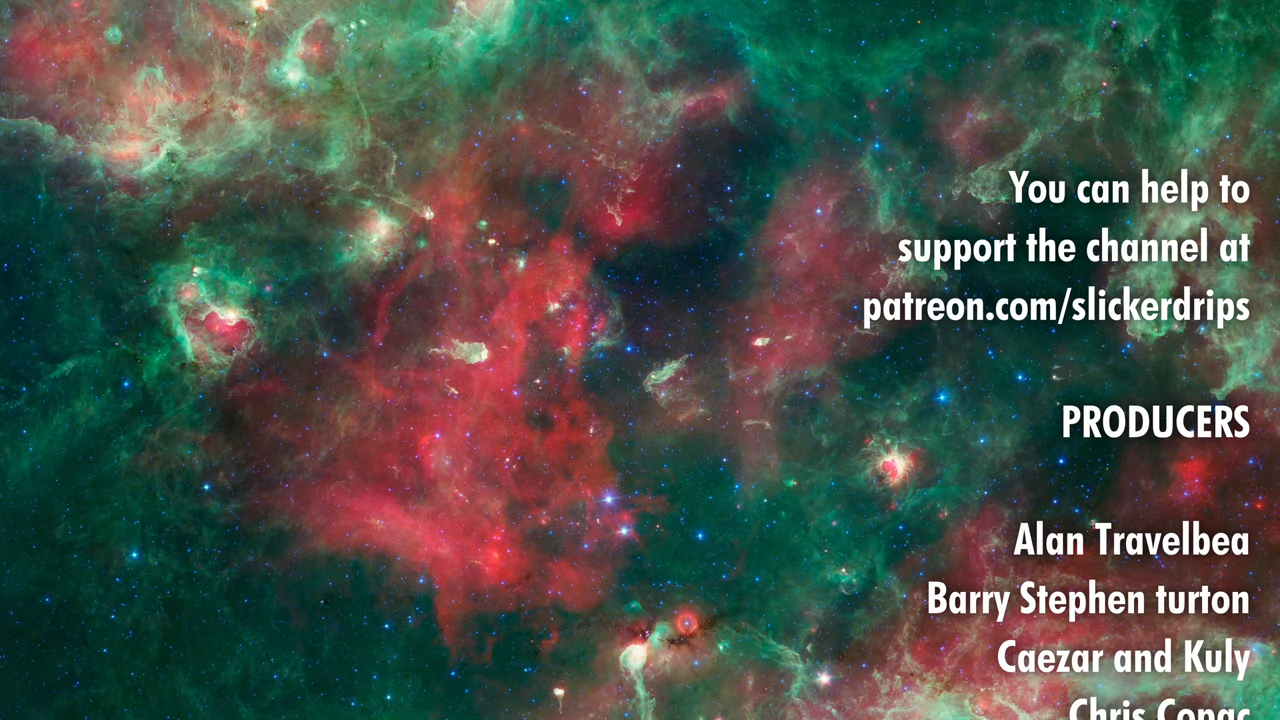 You can help to
support the channel at
patreon.com/slickerdrips
PRODUCERS
Alan Travelbea
Barry Stephen turton
Caezar and Kuly
Chris